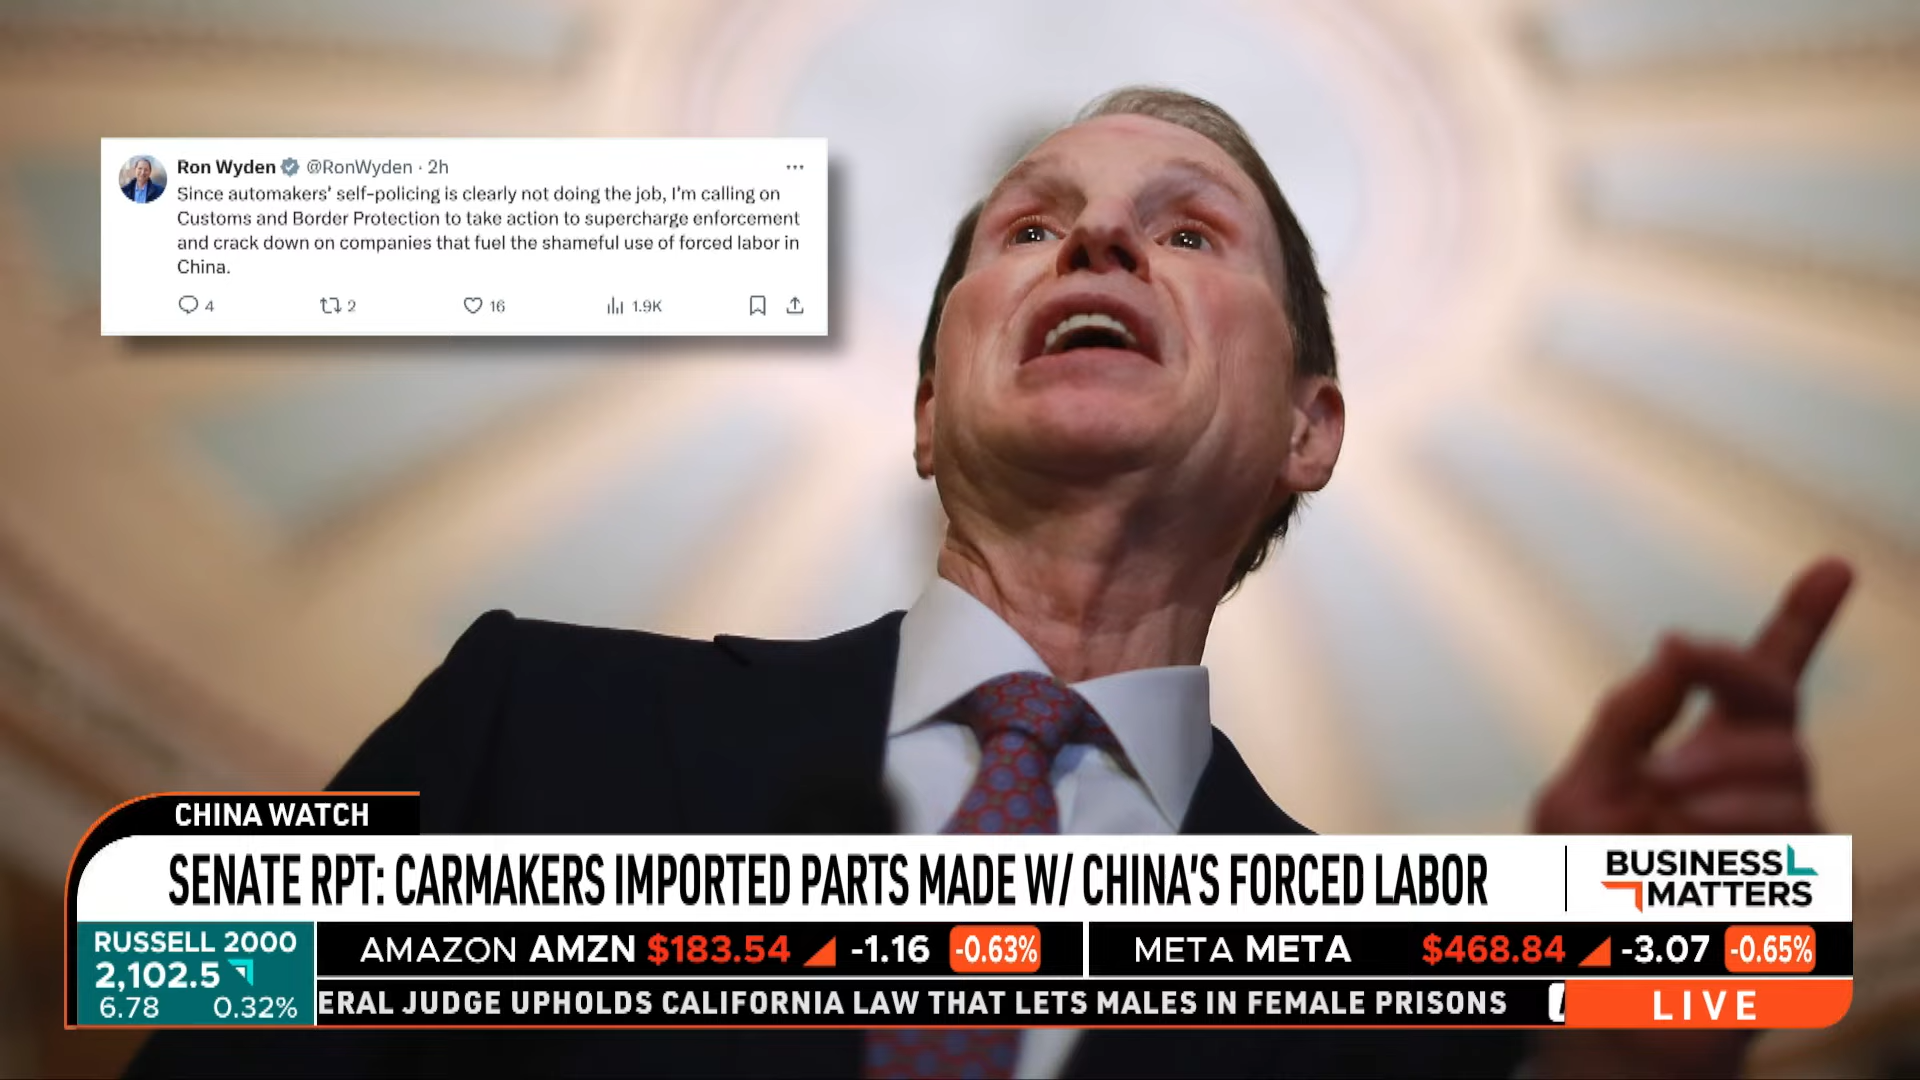 Ron Wyden @RonWyden · 2h
Since automakers' self-policing is clearly not doing the job, I'm calling on
Customs and Border Protection to take action to supercharge enforcement
and crack down on companies that fuel the shameful use of forced labor in
China.
4 2 16 1.9K
CHINA WATCH
SENATE RPT: CARMAKERS IMPORTED PARTS MADE W/ CHINA'S FORCED LABOR
BUSINESS
MATTERS
RUSSELL 2000
2,102.5
6.78 0.32%
AMAZON AMZN $183.54 -1.16 -0.63%
META META $468.84 -3.07 -0.65%
ERAL JUDGE UPHOLDS CALIFORNIA LAW THAT LETS MALES IN FEMALE PRISONS
LIVE